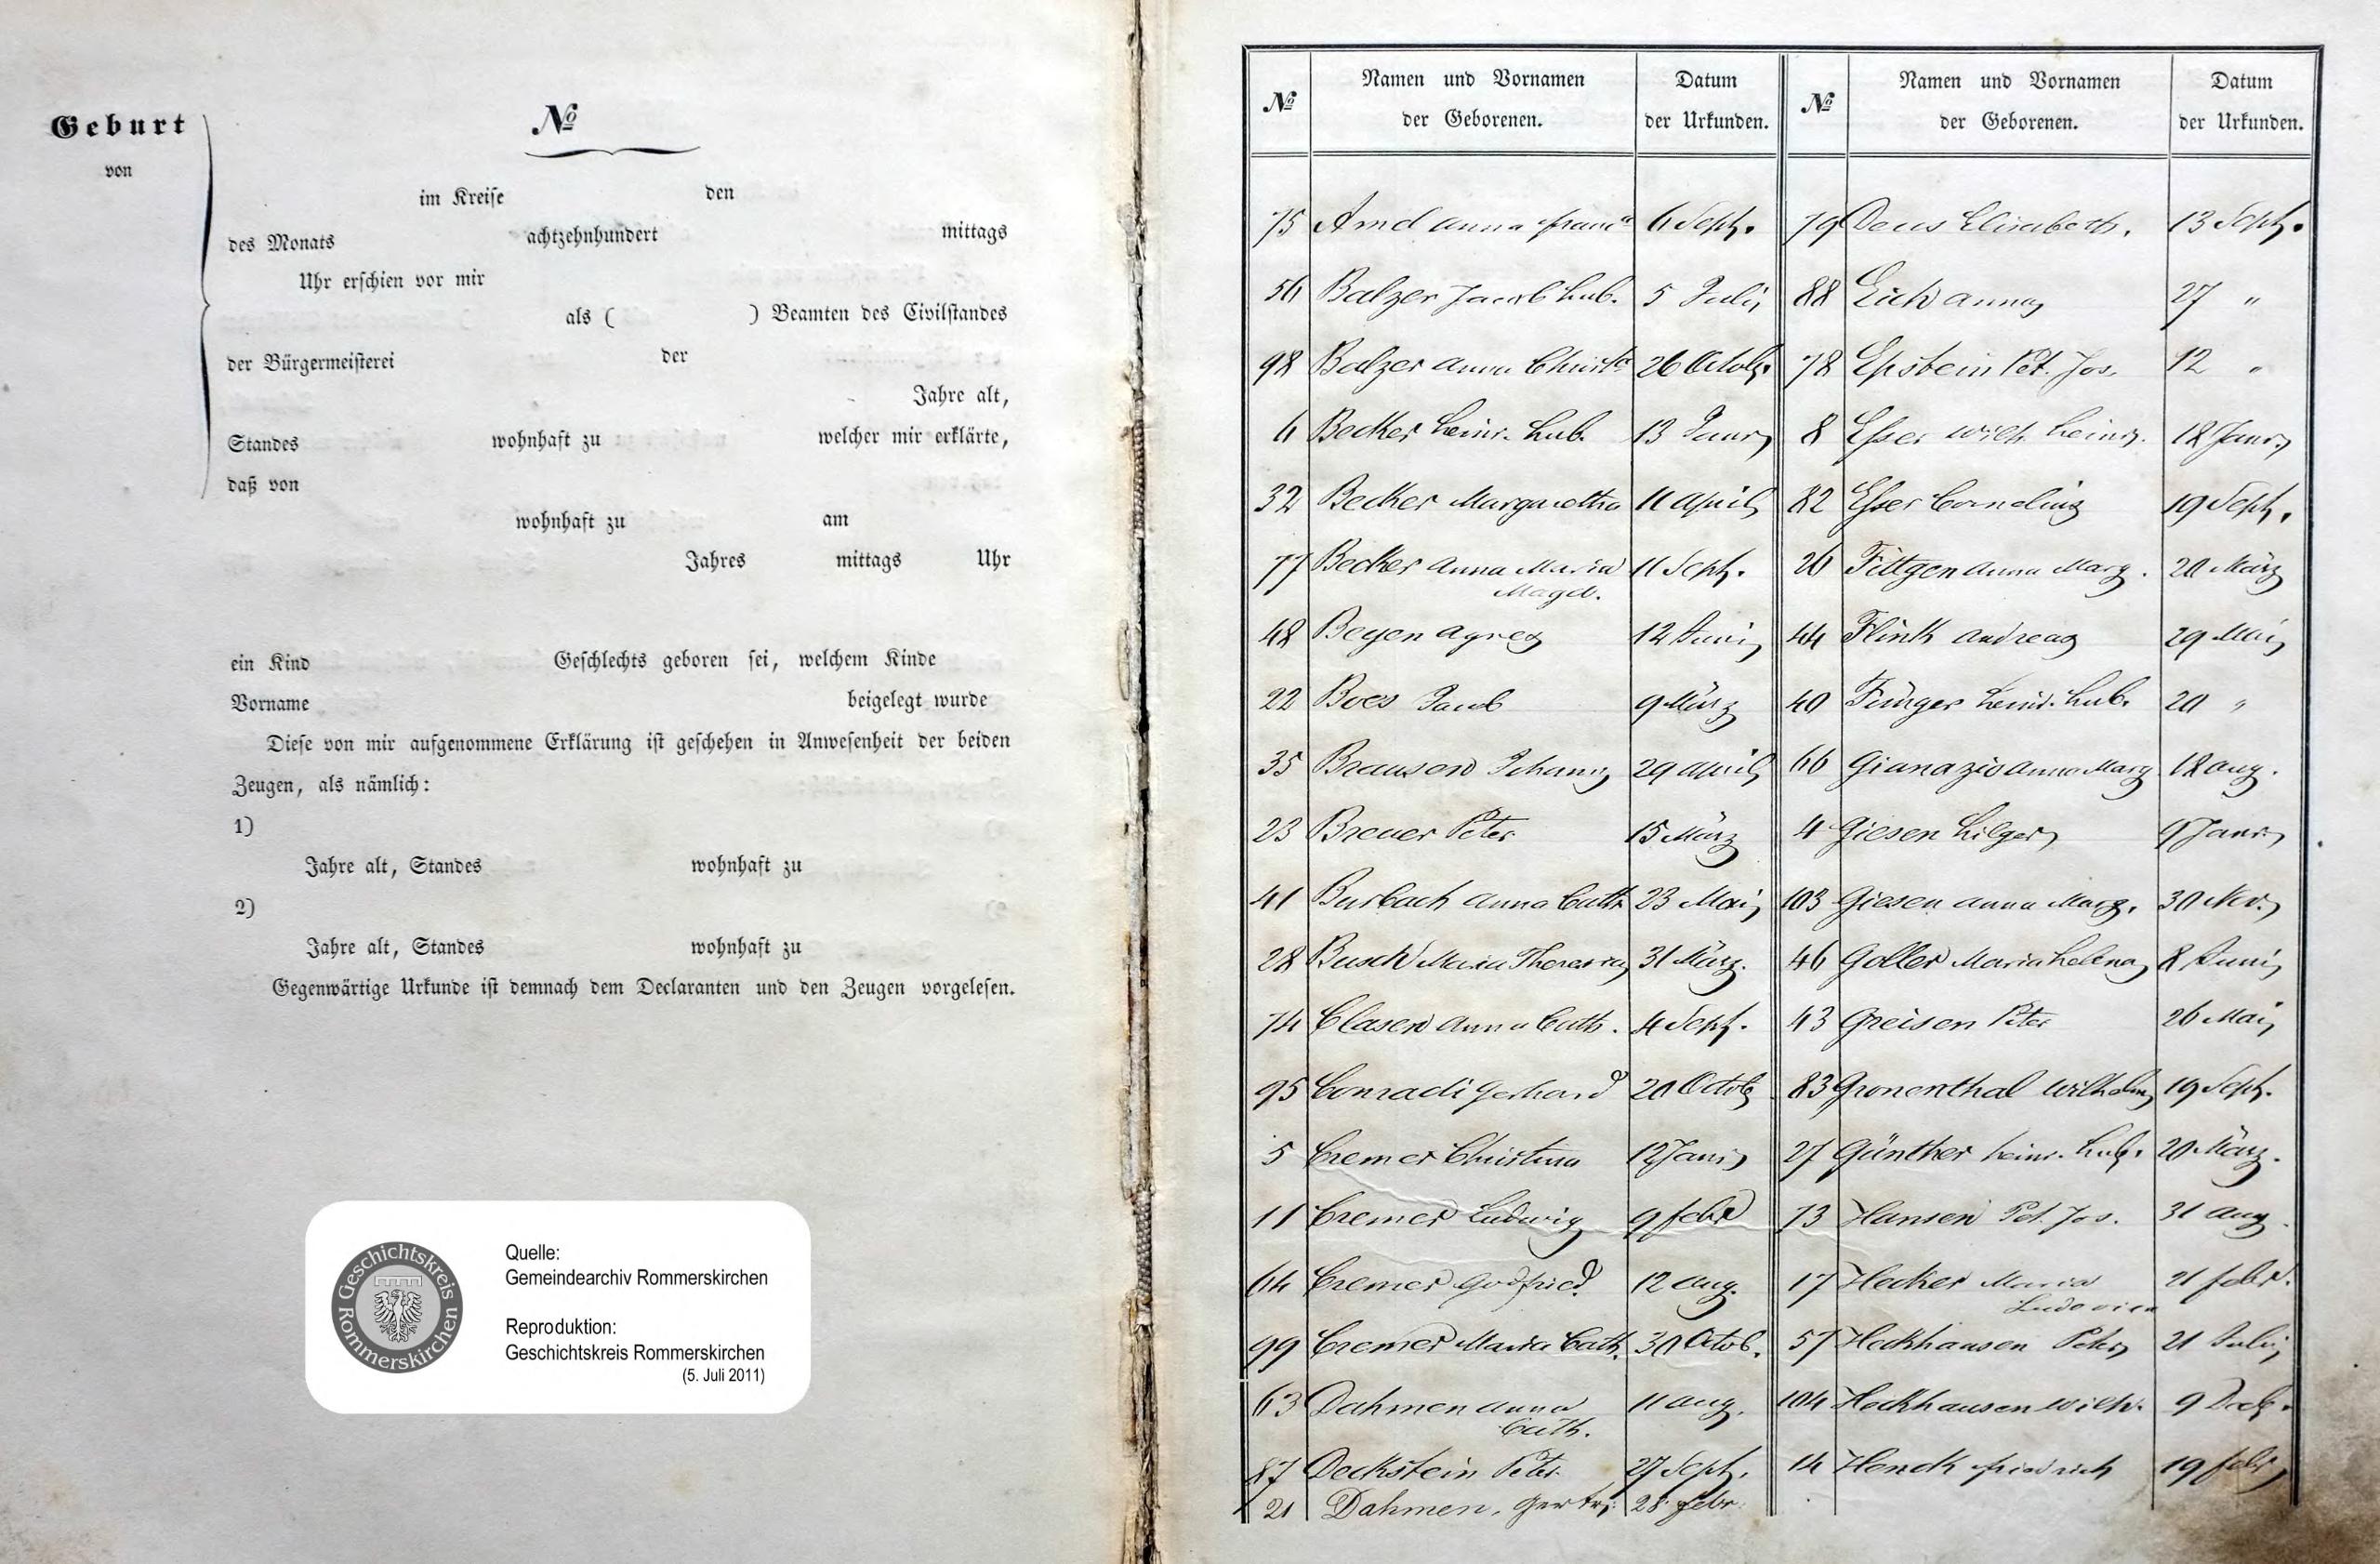 Geburt
von
№
im Kreise den
des Monats achtzehnhundert mittags
Uhr erschien vor mir
als ( ) Beamten des Civilstandes
der Bürgermeisterei der
Jahre alt,
Standes wohnhaft zu welcher mir erklärte,
daß von
wohnhaft zu am
Jahres mittags Uhr
ein Kind Geschlechts geboren sei, welchem Kinde
Vorname beigelegt wurde
Diese von mir aufgenommene Erklärung ist geschehen in Anwesenheit der beiden
Zeugen, als nämlich:
1)
Jahre alt, Standes wohnhaft zu
2)
Jahre alt, Standes wohnhaft zu
Gegenwärtige Urkunde ist demnach dem Declaranten und den Zeugen vorgelesen.
Geschichtskreis Rommerskirchen
Quelle:
Gemeindearchiv Rommerskirchen
Reproduktion:
Geschichtskreis Rommerskirchen
(5. Juli 2011)
№ Namen und Vornamen der Geborenen. Datum der Urkunden.
75 Arnd Anna 6 Sept.
56 Balzer Jacob Hub. 5 Juli
98 Balzer Anna Christa 26 Octob.
6 Becker Heinr. Hub. 13 Janr
32 Becker Margaretha 11 April
77 Becker Anna Maria 11 Sept.
Magd.
48 Beyen Agnes 12 Juni
22 Boes Jacob 9 März
35 Brausen Johann 29 April
23 Breuer Peter 15 März
41 Burbach Anna Cath. 23 Mai
28 Busch Maria Theresia 31 März.
74 Clasen Anna Cath. 4 Sept.
95 Conradi Gerhard 20 Octob
5 Cremer Christina 12 Janr
11 Cremer Ludwig 9 Febr
64 Cremer Godfried 12 Aug.
99 Cremer Maria Cath. 30 Octob.
63 Dahmen Anna 11 Aug.
Cath.
87 Deckstein Peter 27 Sept.
21 Dahmen, Gertr. 28 Febr.
№ Namen und Vornamen der Geborenen. Datum der Urkunden.
79 Deus Elisabeth. 13 Sept.
88 Eich Anna 27 "
78 Epstein Pet. Jos. 12 "
8 Esser Wilh. Heinr. 18 Janr
82 Esser Cornelius 19 Sept.
26 Fittgen Anna Marg. 20 März
44 Flink Andreas 29 Mai
40 Fünger Heinr. Hub. 20 "
66 Gianazio Anna Marg 18 Aug.
4 Giesen Hilger 9 Janr
103 Giesen Anna Marg. 30 Nov.
46 Goller Maria Helena 8 Juni
43 Greisen Peter 26 Mai
83 Gronenthal Wilhelm 19 Sept.
27 Günther Heinr. Hub. 20 März.
73 Hansen Pet. Jos. 31 Aug.
17 Hecker Maria 21 Febr.
Ludovica
57 Heckhausen Peter 21 Juli
104 Heckhausen Wilh. 9 Decb.
14 Henck Friedrich 19 Febr